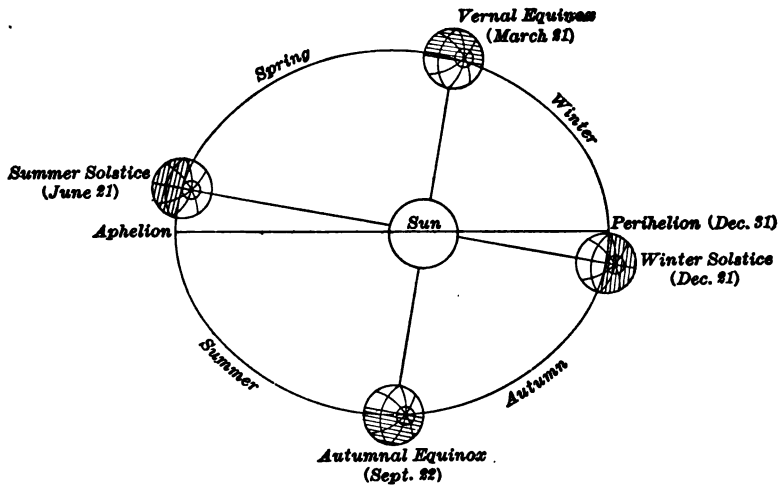 Vernal Equinox
(March 21)
Spring
Winter
Summer Solstice
(June 21)
Aphelion
Sun
Perihelion (Dec. 31)
Winter Solstice
(Dec. 21)
Summer
Autumn
Autumnal Equinox
(Sept. 22)